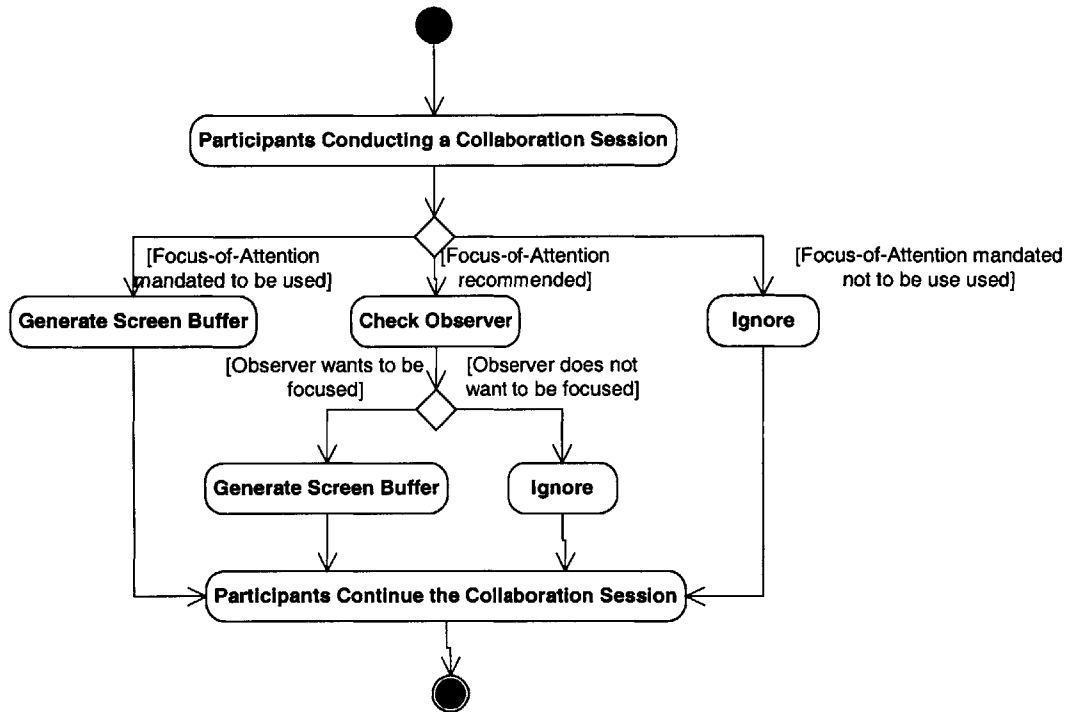 Participants Conducting a Collaboration Session
[Focus-of-Attention
mandated to be used]
[Focus-of-Attention
recommended]
[Focus-of-Attention mandated
not to be use used]
Generate Screen Buffer
Check Observer
Ignore
[Observer wants to be
focused]
[Observer does not
want to be focused]
Generate Screen Buffer
Ignore
Participants Continue the Collaboration Session